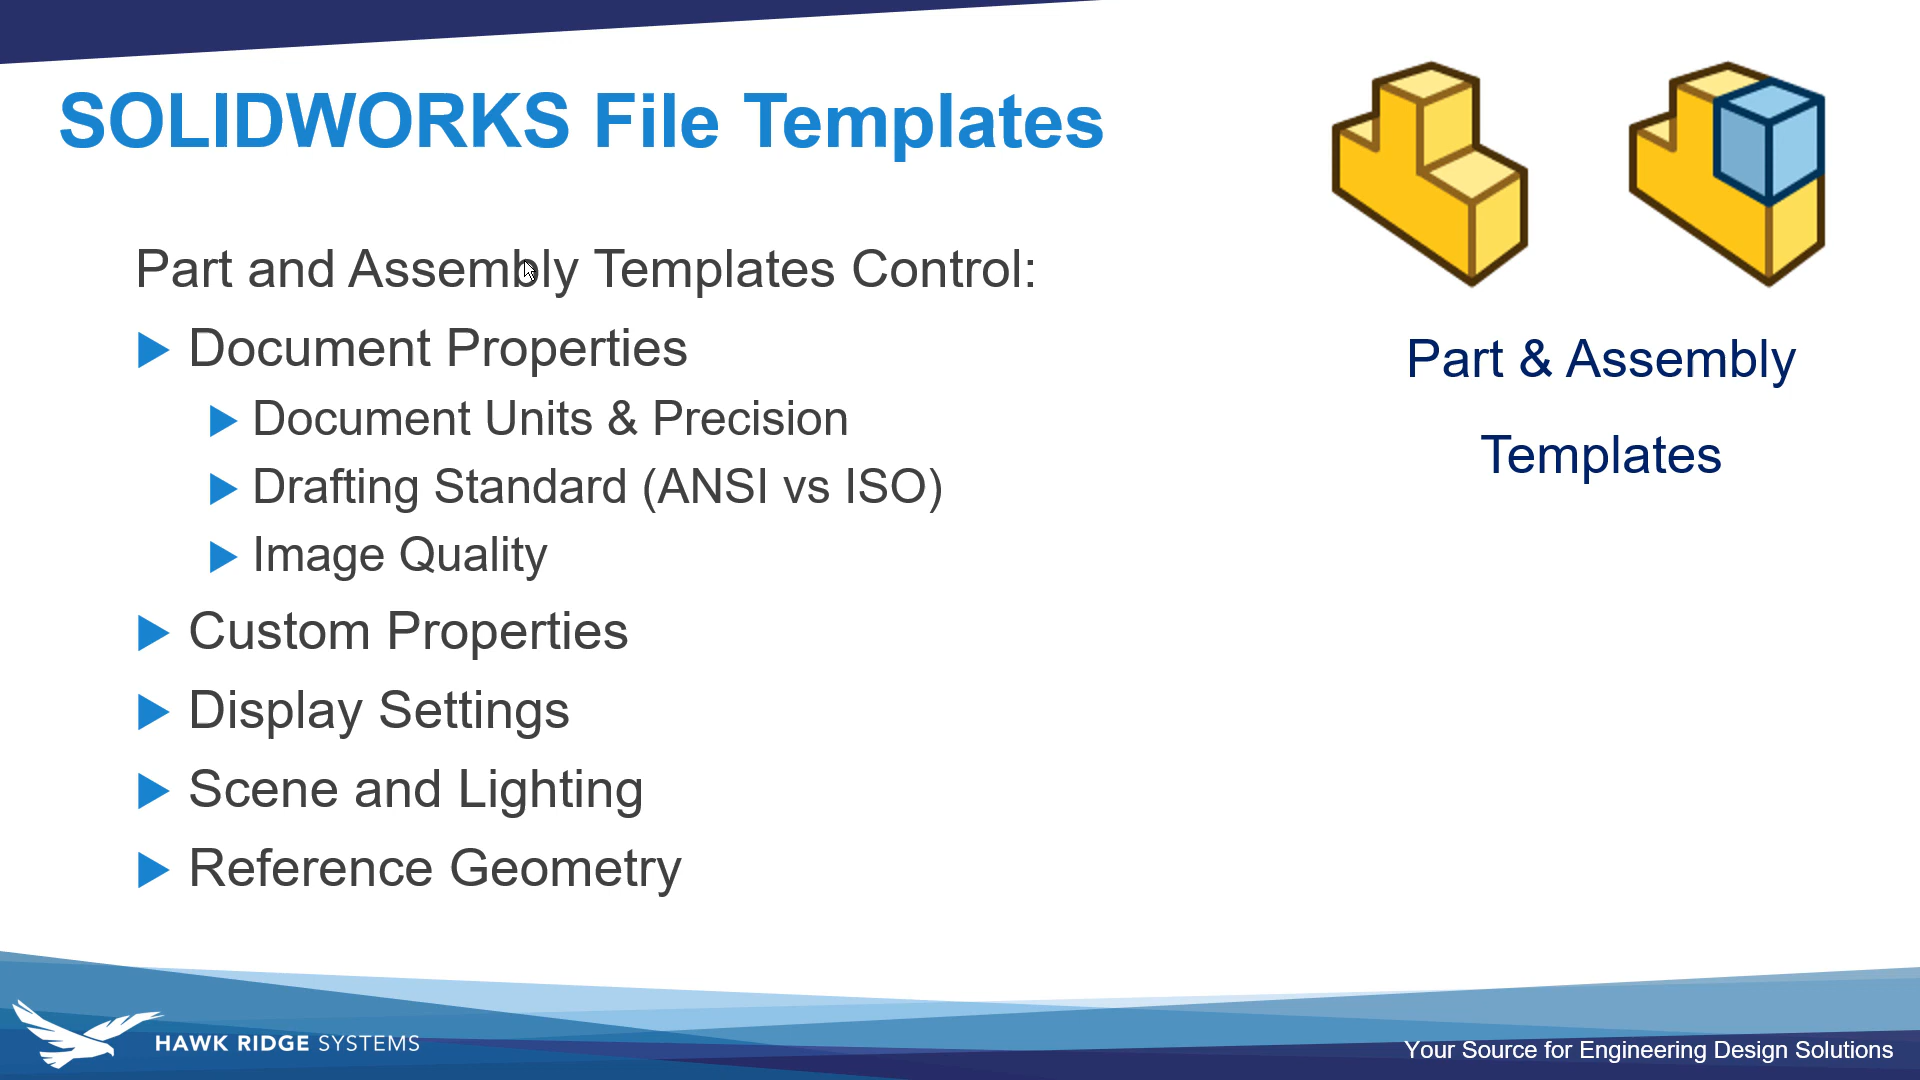 SOLIDWORKS File Templates
Part and Assembly Templates Control:
Document Properties
Document Units & Precision
Drafting Standard (ANSI vs ISO)
Image Quality
Custom Properties
Display Settings
Scene and Lighting
Reference Geometry
Part & Assembly
Templates
HAWK RIDGE SYSTEMS
Your Source for Engineering Design Solutions